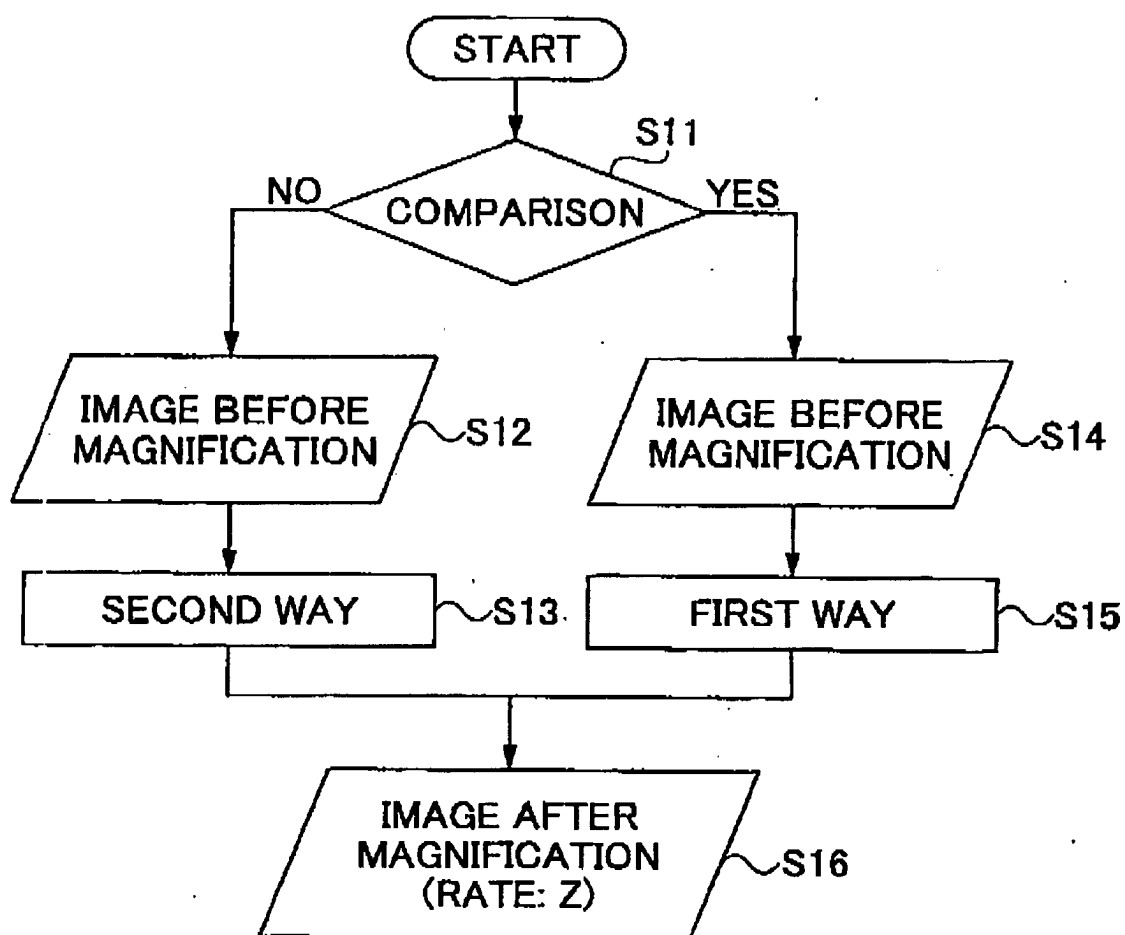 START
S11
NO
YES
COMPARISON
IMAGE BEFORE
MAGNIFICATION
S12
IMAGE BEFORE
MAGNIFICATION
S14
SECOND WAY
S13
FIRST WAY
S15
IMAGE AFTER
MAGNIFICATION
(RATE: Z)
S16